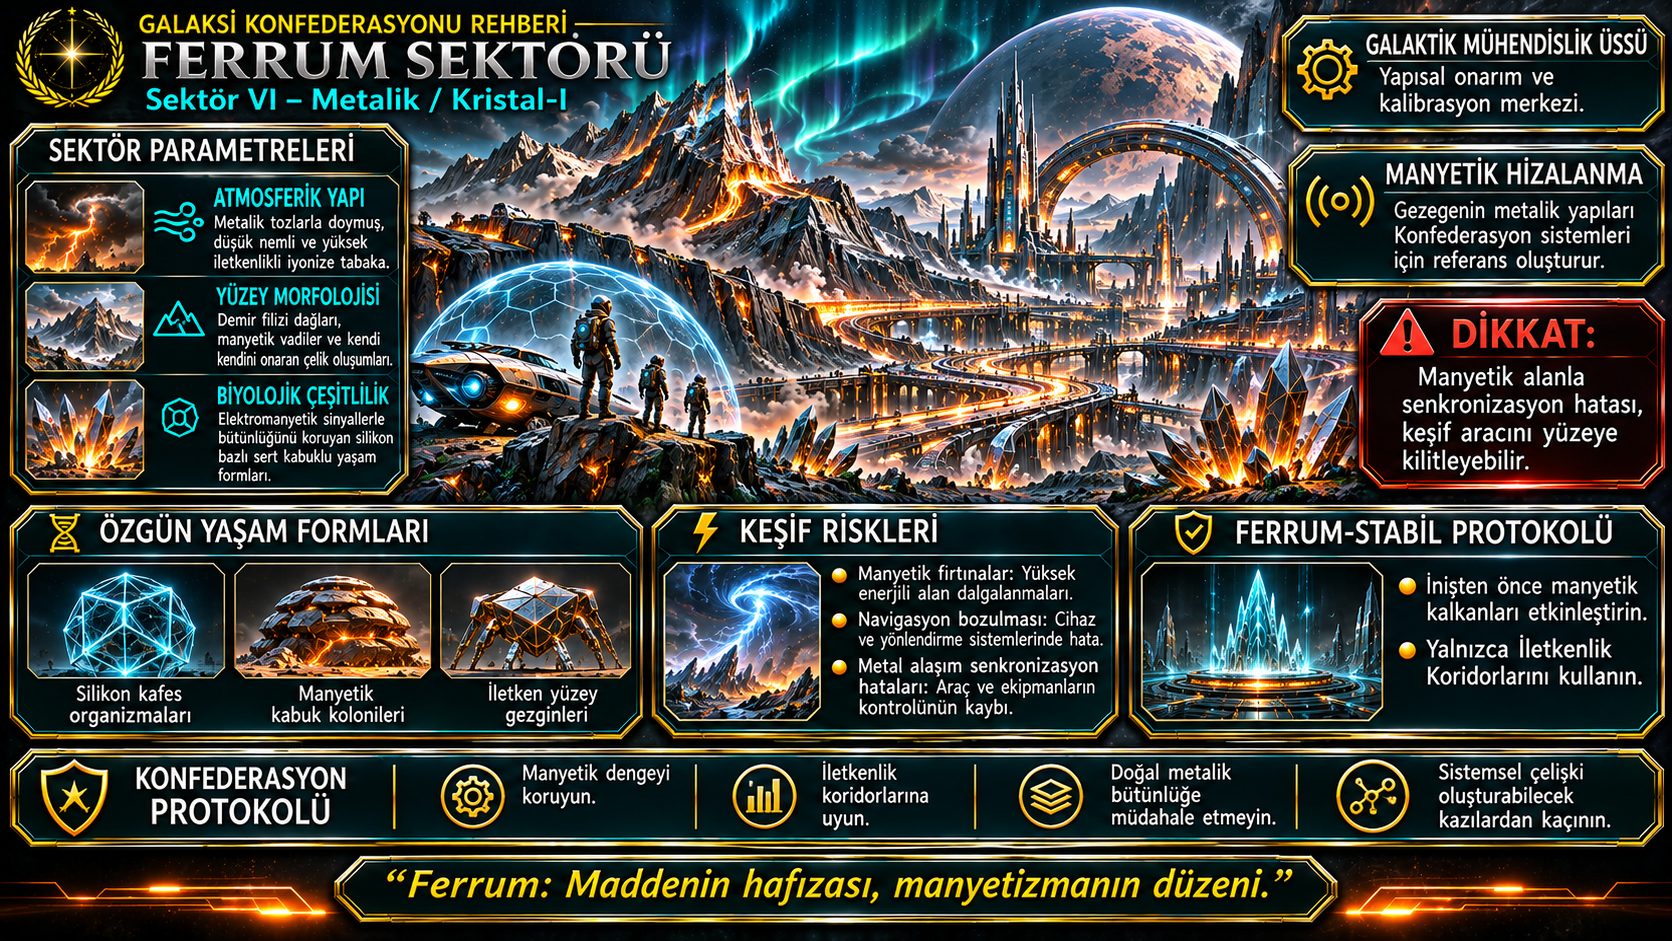 GALAKSİ KONFEDERASYONU REHBERİ
FERRUM SEKTÖRÜ
Sektör VI – Metalik / Kristal-I
SEKTÖR PARAMETRELERİ
ATMOSFERİK YAPI
Metalik tozlarla doymuş,
düşük nemli ve yüksek
iletkenlikli iyonize tabaka.
YÜZEY MORFOLOJİSİ
Demir filizi dağları,
manyetik vadiler ve kendi
kendini onaran çelik oluşumları.
BİYOLOJİK ÇEŞİTLİLİK
Elektromanyetik sinyallerle
bütünlüğünü koruyan silikon
bazlı sert kabuklu yaşam
formları.
GALAKTİK MÜHENDİSLİK ÜSSÜ
Yapısal onarım ve
kalibrasyon merkezi.
MANYETİK HİZALANMA
Gezegenin metalik yapıları
Konfederasyon sistemleri
için referans oluşturur.
DİKKAT:
Manyetik alanla
senkronizasyon hatası,
keşif aracını yüzeye
kilitleyebilir.
ÖZGÜN YAŞAM FORMLARI
Silikon kafes
organizmaları
Manyetik
kabuk kolonileri
İletken yüzey
gezginleri
KEŞİF RİSKLERİ
Manyetik fırtınalar: Yüksek
enerjili alan dalgalanmaları.
Navigasyon bozulması: Cihaz
ve yönlendirme sistemlerinde hata.
Metal alaşım senkronizasyon
hataları: Araç ve ekipmanların
kontrolünün kaybı.
FERRUM-STABİL PROTOKOLÜ
İnişten önce manyetik
kalkanları etkinleştirin.
Yalnızca İletkenlik
Koridorlarını kullanın.
KONFEDERASYON
PROTOKOLÜ
Manyetik dengeyi
koruyun.
İletkenlik
koridorlarına
uyun.
Doğal metalik
bütünlüğe
müdahale etmeyin.
Sistemsel çelişki
oluşturabilecek
kazılardan kaçının.
“Ferrum: Maddenin hafızası, manyetizmanın düzeni.”